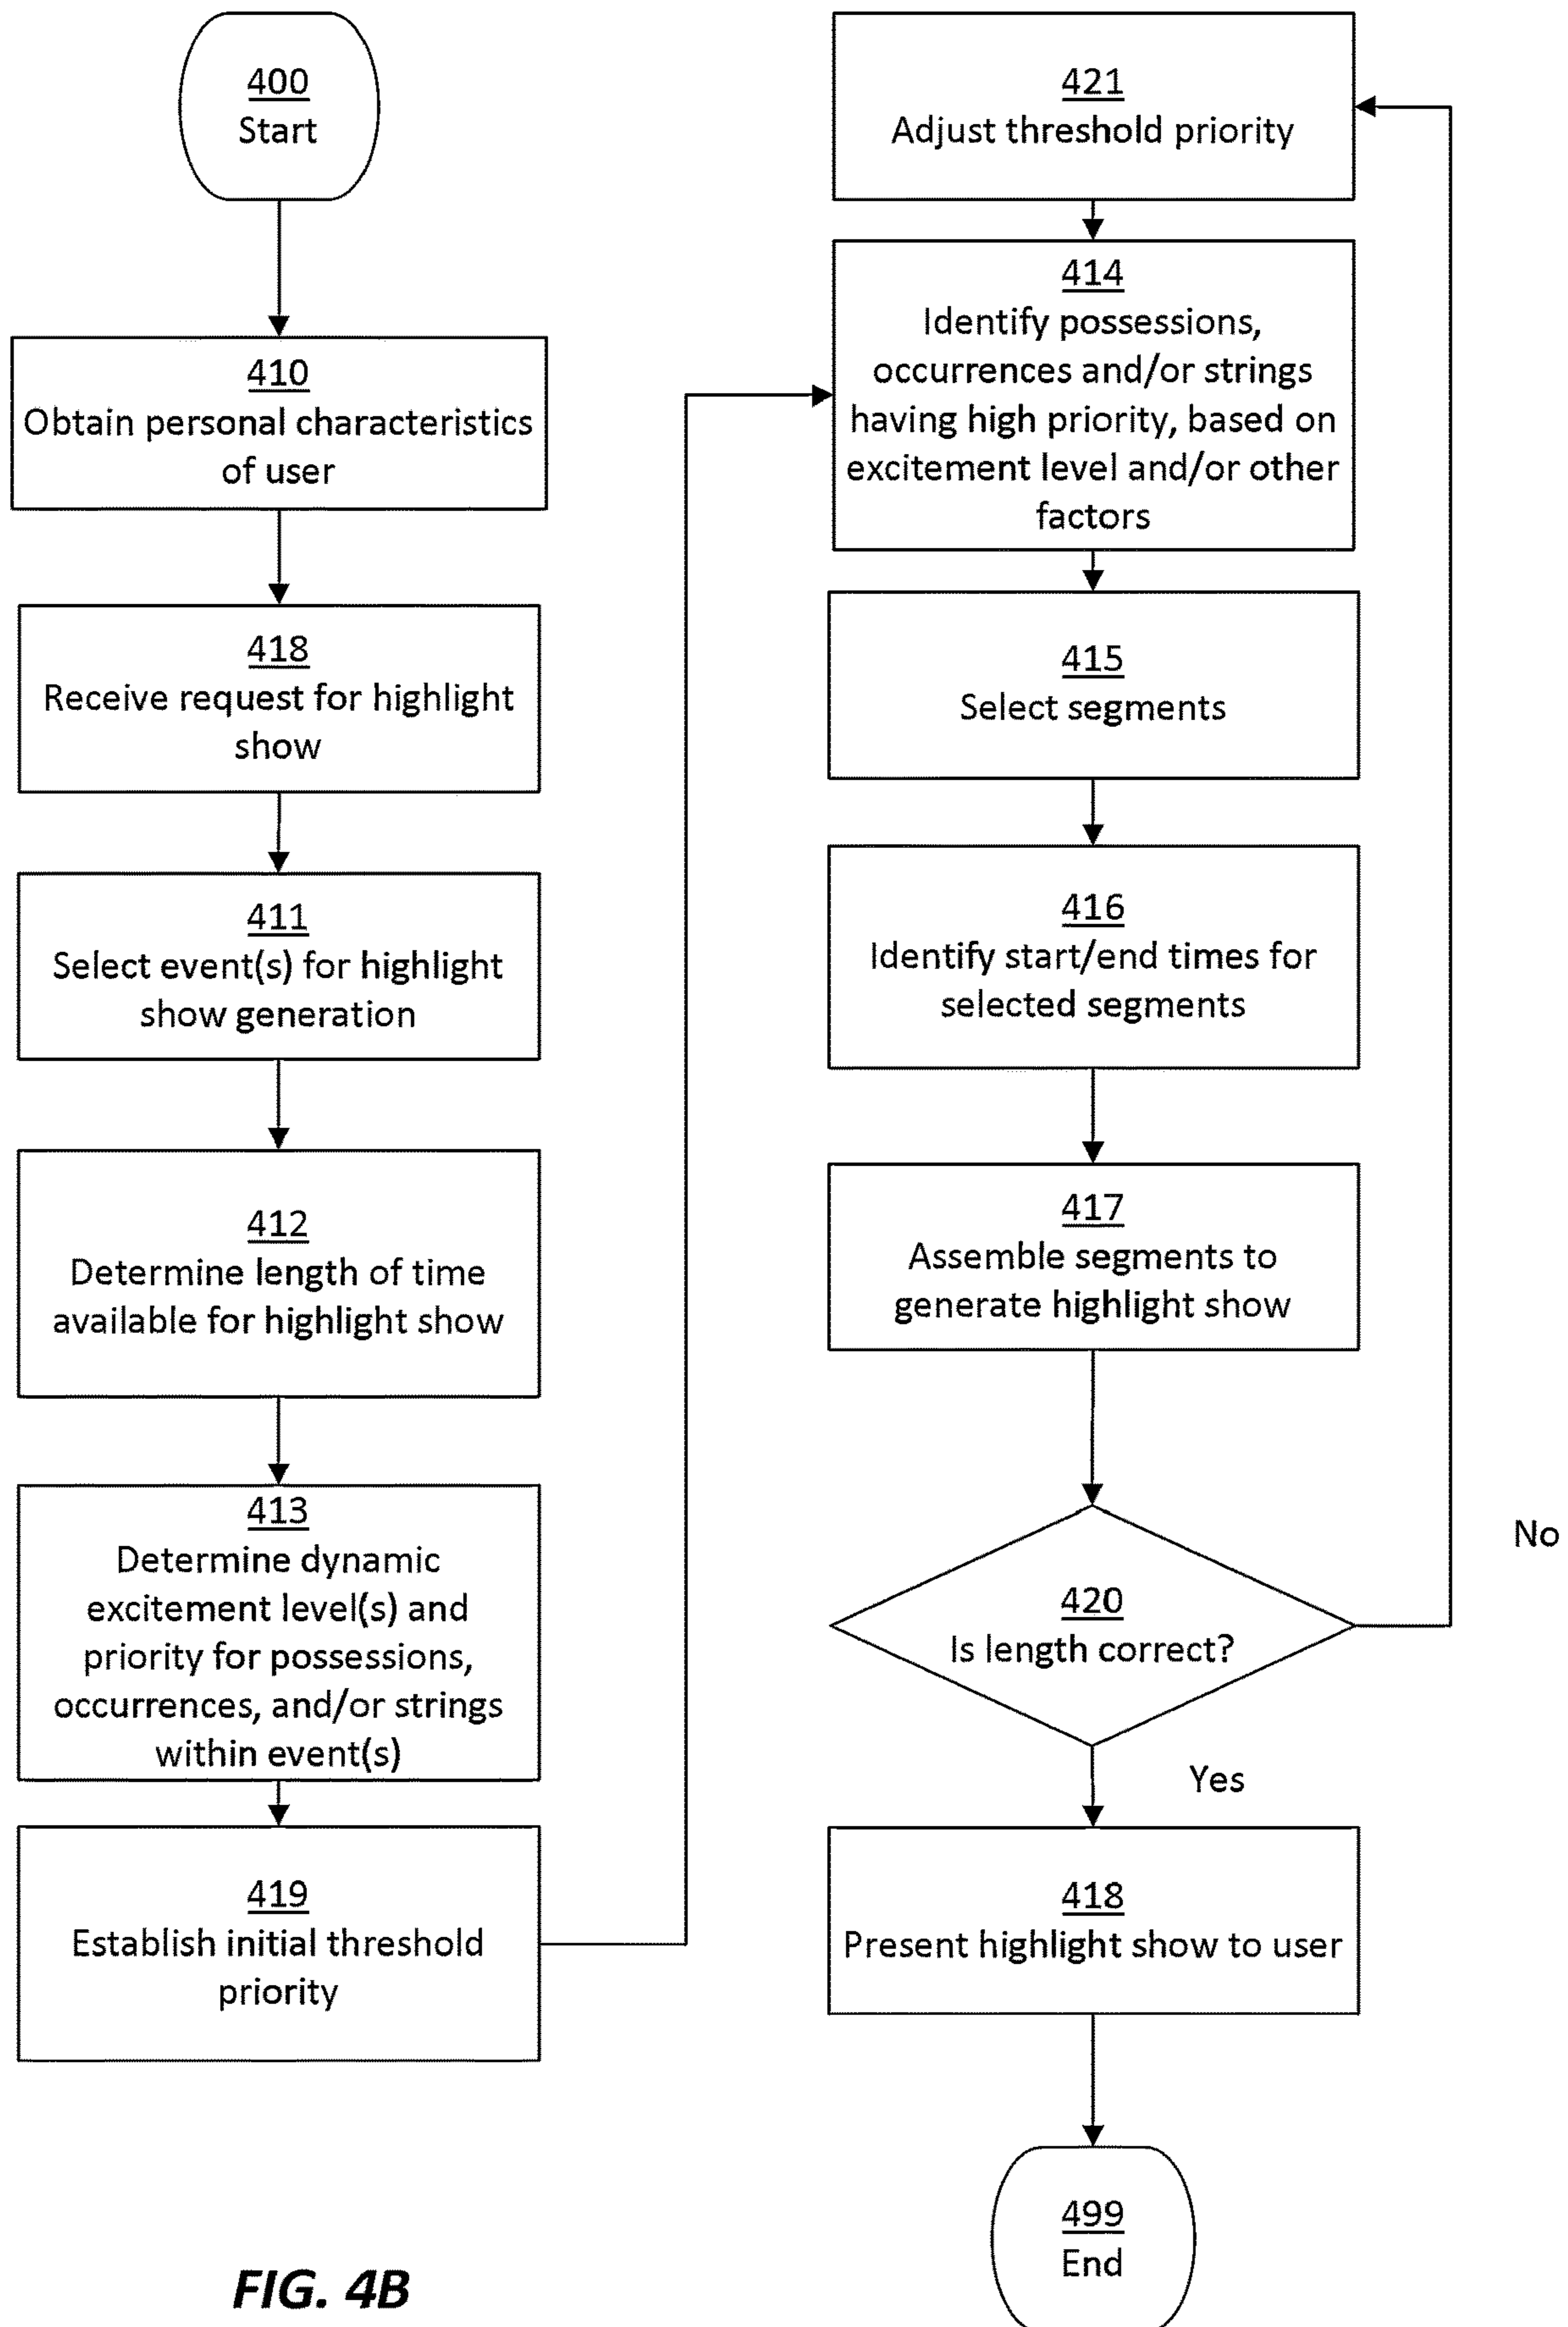 400
Start
410
Obtain personal characteristics
of user
418
Receive request for highlight
show
411
Select event(s) for highlight
show generation
412
Determine length of time
available for highlight show
413
Determine dynamic
excitement level(s) and
priority for possessions,
occurrences, and/or strings
within event(s)
419
Establish initial threshold
priority
421
Adjust threshold priority
414
Identify possessions,
occurrences and/or strings
having high priority, based on
excitement level and/or other
factors
415
Select segments
416
Identify start/end times for
selected segments
417
Assemble segments to
generate highlight show
420
Is length correct?
No
Yes
418
Present highlight show to user
499
End
FIG. 4B